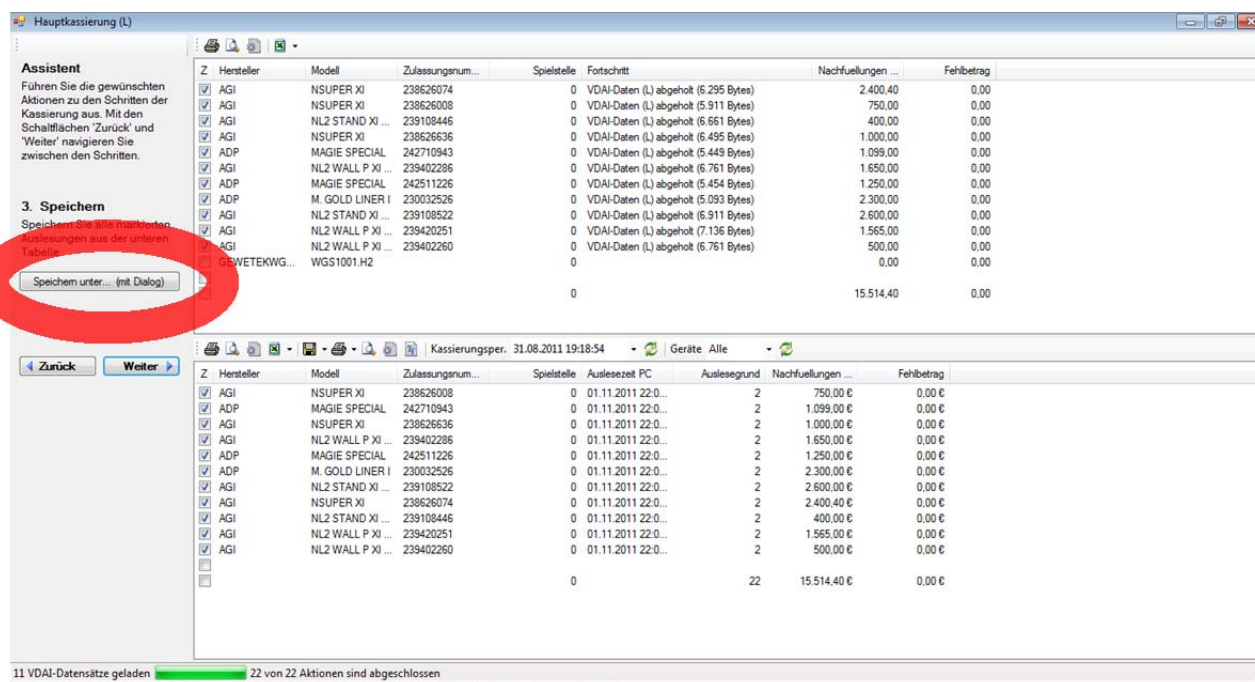 Hauptkassierung (L)
Assistent
Führen Sie die gewünschten
Aktionen zu den Schritten der
Kassierung aus. Mit den
Schaltflächen 'Zurück' und
'Weiter' navigieren Sie
zwischen den Schritten.
3. Speichern
Speichern Sie alle markierten
Auslesungen aus der unteren
Tabelle.
Speichern unter... (mit Dialog)
Zurück Weiter
Z Hersteller Modell Zulassungsnum... Spielstelle Fortschritt Nachfuellungen ... Fehlbetrag
AGI NSUPER XI 238626074 0 VDAI-Daten (L) abgeholt (6.295 Bytes) 2.400,40 0,00
AGI NSUPER XI 238626008 0 VDAI-Daten (L) abgeholt (5.911 Bytes) 750,00 0,00
AGI NL2 STAND XI ... 239108446 0 VDAI-Daten (L) abgeholt (6.661 Bytes) 400,00 0,00
AGI NSUPER XI 238626636 0 VDAI-Daten (L) abgeholt (6.495 Bytes) 1.000,00 0,00
ADP MAGIE SPECIAL 242710943 0 VDAI-Daten (L) abgeholt (5.449 Bytes) 1.099,00 0,00
AGI NL2 WALL P XI ... 239402286 0 VDAI-Daten (L) abgeholt (6.761 Bytes) 1.650,00 0,00
ADP MAGIE SPECIAL 242511226 0 VDAI-Daten (L) abgeholt (5.454 Bytes) 1.250,00 0,00
ADP M. GOLD LINER I 230032526 0 VDAI-Daten (L) abgeholt (5.093 Bytes) 2.300,00 0,00
AGI NL2 STAND XI ... 239108522 0 VDAI-Daten (L) abgeholt (6.911 Bytes) 2.600,00 0,00
AGI NL2 WALL P XI ... 239420251 0 VDAI-Daten (L) abgeholt (7.136 Bytes) 1.565,00 0,00
AGI NL2 WALL P XI ... 239402260 0 VDAI-Daten (L) abgeholt (6.761 Bytes) 500,00 0,00
GEWETEKWG... WGS1001.H2 0 0,00 0,00
0 15.514,40 0,00
Kassierungsper. 31.08.2011 19:18:54 Geräte Alle
Z Hersteller Modell Zulassungsnum... Spielstelle Auslesezeit PC Auslesegrund Nachfuellungen ... Fehlbetrag
AGI NSUPER XI 238626008 0 01.11.2011 22:0... 2 750,00 € 0,00 €
ADP MAGIE SPECIAL 242710943 0 01.11.2011 22:0... 2 1.099,00 € 0,00 €
AGI NSUPER XI 238626636 0 01.11.2011 22:0... 2 1.000,00 € 0,00 €
AGI NL2 WALL P XI ... 239402286 0 01.11.2011 22:0... 2 1.650,00 € 0,00 €
ADP MAGIE SPECIAL 242511226 0 01.11.2011 22:0... 2 1.250,00 € 0,00 €
ADP M. GOLD LINER I 230032526 0 01.11.2011 22:0... 2 2.300,00 € 0,00 €
AGI NL2 STAND XI ... 239108522 0 01.11.2011 22:0... 2 2.600,00 € 0,00 €
AGI NSUPER XI 238626074 0 01.11.2011 22:0... 2 2.400,40 € 0,00 €
AGI NL2 STAND XI ... 239108446 0 01.11.2011 22:0... 2 400,00 € 0,00 €
AGI NL2 WALL P XI ... 239420251 0 01.11.2011 22:0... 2 1.565,00 € 0,00 €
AGI NL2 WALL P XI ... 239402260 0 01.11.2011 22:0... 2 500,00 € 0,00 €
0 22 15.514,40 € 0,00 €
11 VDAI-Datensätze geladen 22 von 22 Aktionen sind abgeschlossen